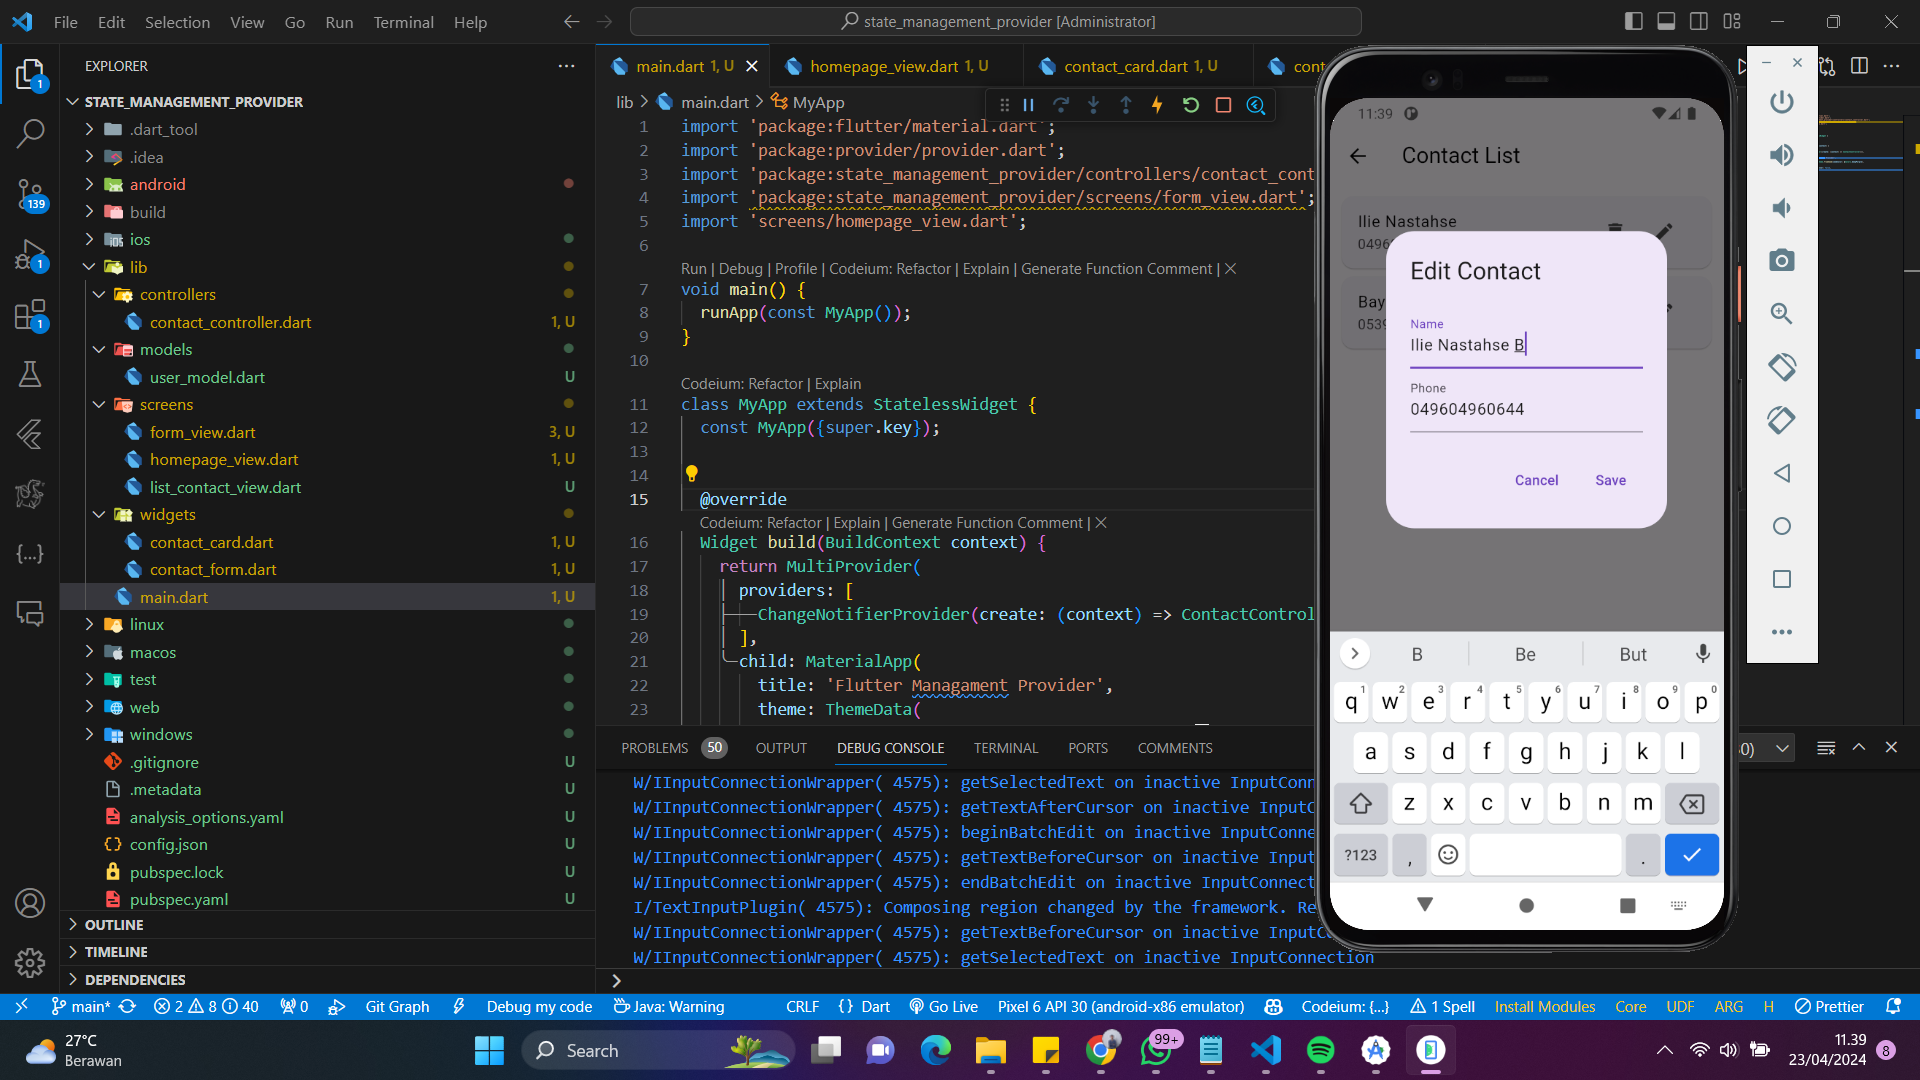 File Edit Selection View Go Run Terminal Help
state_management_provider [Administrator]
EXPLORER
STATE_MANAGEMENT_PROVIDER
.dart_tool
.idea
android
build
ios
lib
controllers
contact_controller.dart 1, U
models
user_model.dart U
screens
form_view.dart 3, U
homepage_view.dart 1, U
list_contact_view.dart U
widgets
contact_card.dart 1, U
contact_form.dart 1, U
main.dart 1, U
linux
macos
test
web
windows
.gitignore U
.metadata U
analysis_options.yaml U
config.json U
pubspec.lock U
pubspec.yaml U
OUTLINE
TIMELINE
DEPENDENCIES
1
139
1
1
main.dart 1, U homepage_view.dart 1, U contact_card.dart 1, U cont
lib > main.dart > MyApp
1 import 'package:flutter/material.dart';
2 import 'package:provider/provider.dart';
3 import 'package:state_management_provider/controllers/contact_cont
4 import 'package:state_management_provider/screens/form_view.dart';
5 import 'screens/homepage_view.dart';
6
Run | Debug | Profile | Codeium: Refactor | Explain | Generate Function Comment | ×
7 void main() {
8 runApp(const MyApp());
9 }
10
Codeium: Refactor | Explain
11 class MyApp extends StatelessWidget {
12 const MyApp({super.key});
13
14
15 @override
Codeium: Refactor | Explain | Generate Function Comment | ×
16 Widget build(BuildContext context) {
17 return MultiProvider(
18 providers: [
19 ChangeNotifierProvider(create: (context) => ContactControl
20 ],
21 child: MaterialApp(
22 title: 'Flutter Managament Provider',
23 theme: ThemeData(
PROBLEMS 50 OUTPUT DEBUG CONSOLE TERMINAL PORTS COMMENTS
W/IInputConnectionWrapper( 4575): getSelectedText on inactive InputConn
W/IInputConnectionWrapper( 4575): getTextAfterCursor on inactive InputC
W/IInputConnectionWrapper( 4575): beginBatchEdit on inactive InputConne
W/IInputConnectionWrapper( 4575): getTextBeforeCursor on inactive Input
W/IInputConnectionWrapper( 4575): endBatchEdit on inactive InputConnect
I/TextInputPlugin( 4575): Composing region changed by the framework. Re
W/IInputConnectionWrapper( 4575): getTextBeforeCursor on inactive InputC
W/IInputConnectionWrapper( 4575): getSelectedText on inactive InputConnection
11:39
Contact List
Ilie Nastahse
0496
Bay
0539
Edit Contact
Name
Ilie Nastahse B
Phone
049604960644
Cancel Save
B Be But
q1 w2 e3 r4 t5 y6 u7 i8 o9 p0
a s d f g h j k l
z x c v b n m
?123 , .
main* 2 8 40 0 Git Graph Debug my code Java: Warning CRLF {} Dart Go Live Pixel 6 API 30 (android-x86 emulator) Codeium: {...} 1 Spell Install Modules Core UDF ARG H Prettier
27°C
Berawan
Search
99+
11.39
23/04/2024
8